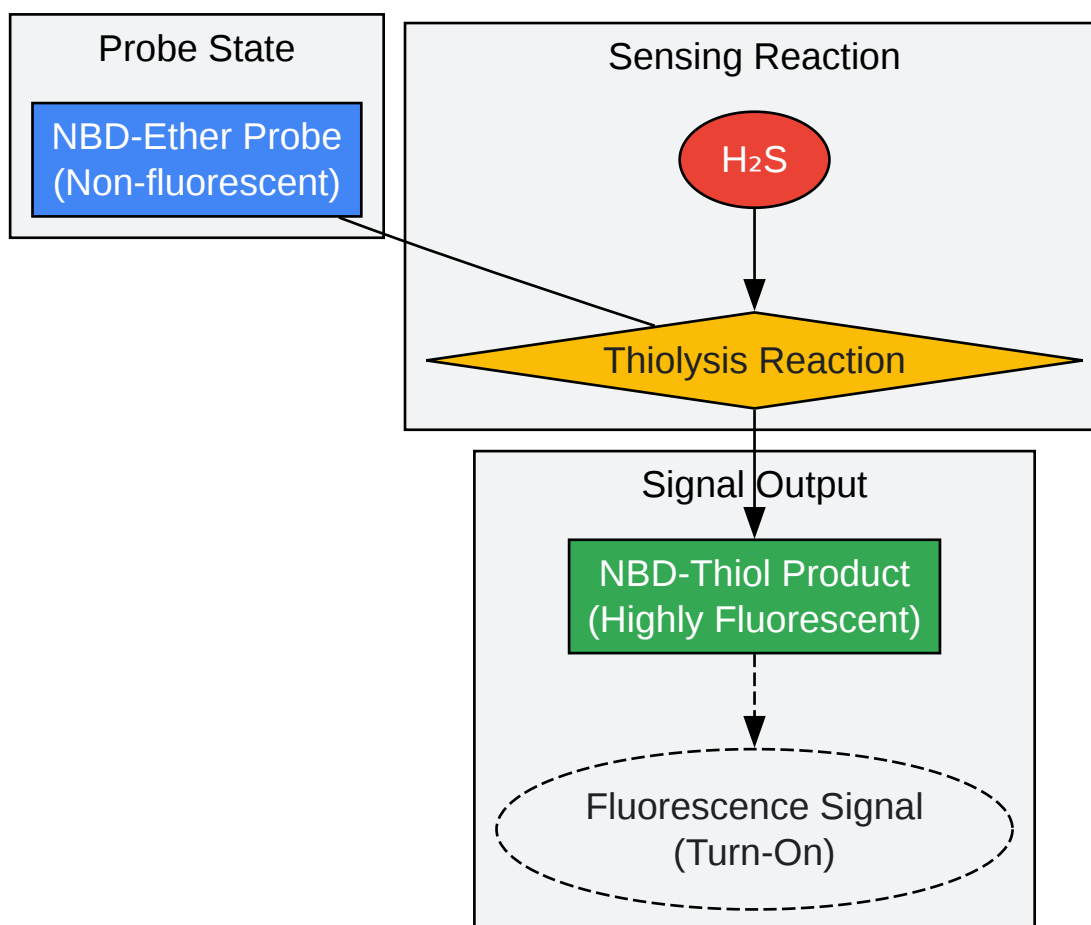 Probe State
NBD-Ether Probe
(Non-fluorescent)
Sensing Reaction
H₂S
Thiolysis Reaction
Signal Output
NBD-Thiol Product
(Highly Fluorescent)
Fluorescence Signal
(Turn-On)